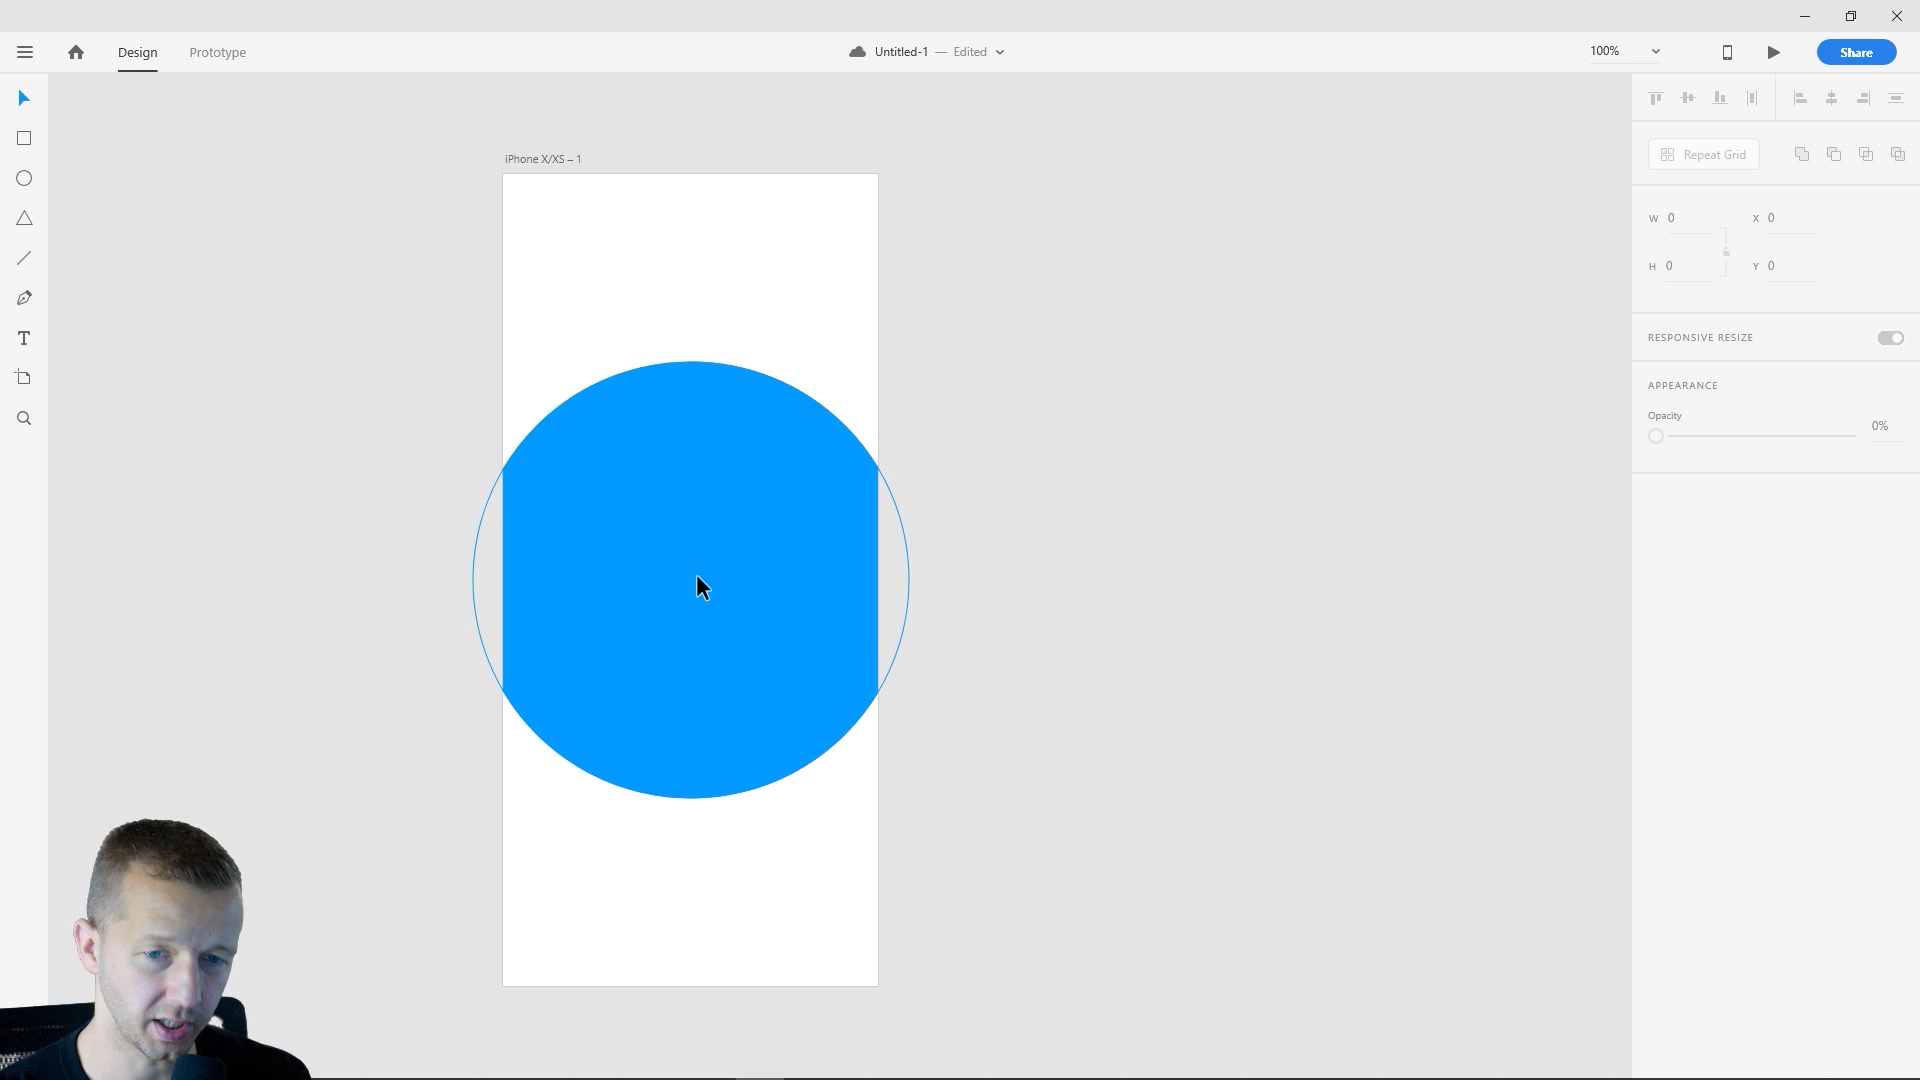 Design
Prototype
Untitled-1 — Edited
100%
Share
iPhone X/XS – 1
Repeat Grid
W 0
X 0
H 0
Y 0
RESPONSIVE RESIZE
APPEARANCE
Opacity
0%
T